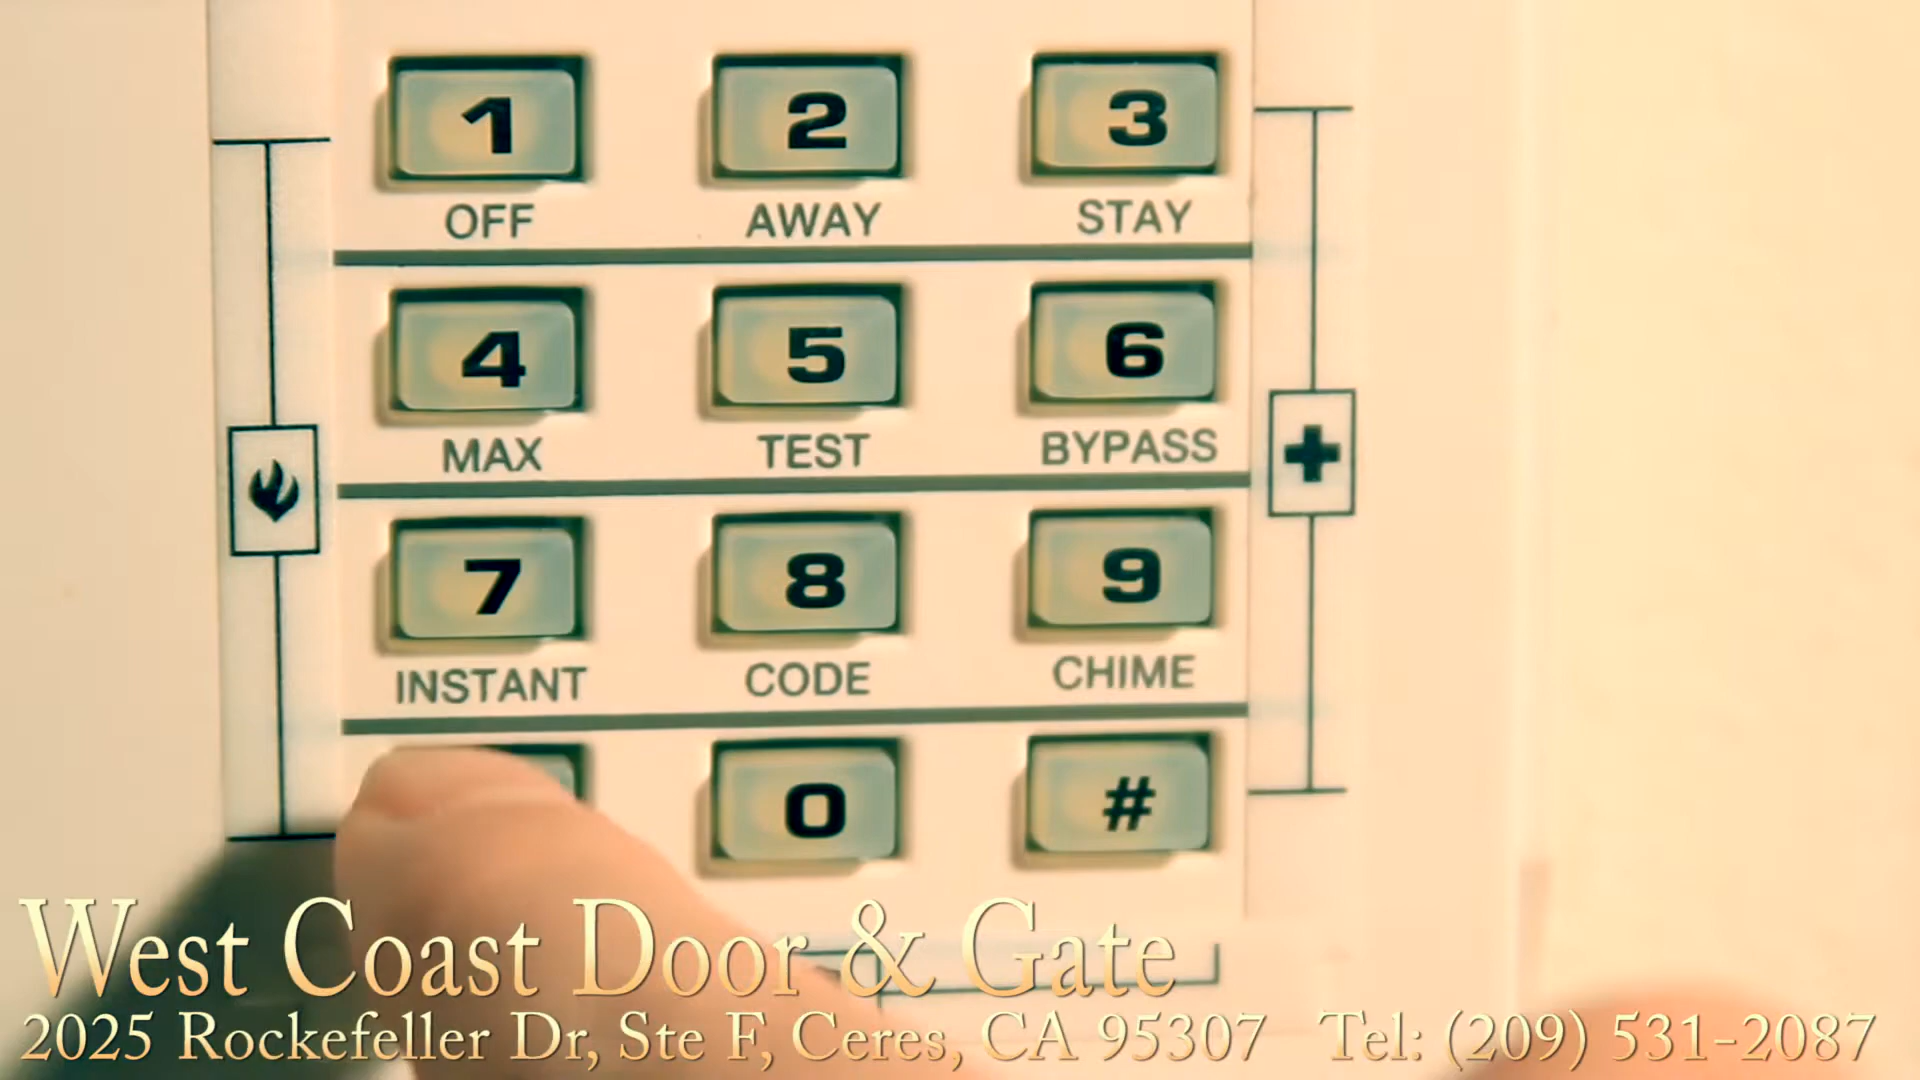 1 2 3
OFF AWAY STAY
4 5 6
MAX TEST BYPASS
7 8 9
INSTANT CODE CHIME
0 #
West Coast Door & Gate
2025 Rockefeller Dr, Ste F, Ceres, CA 95307 Tel: (209) 531-2087